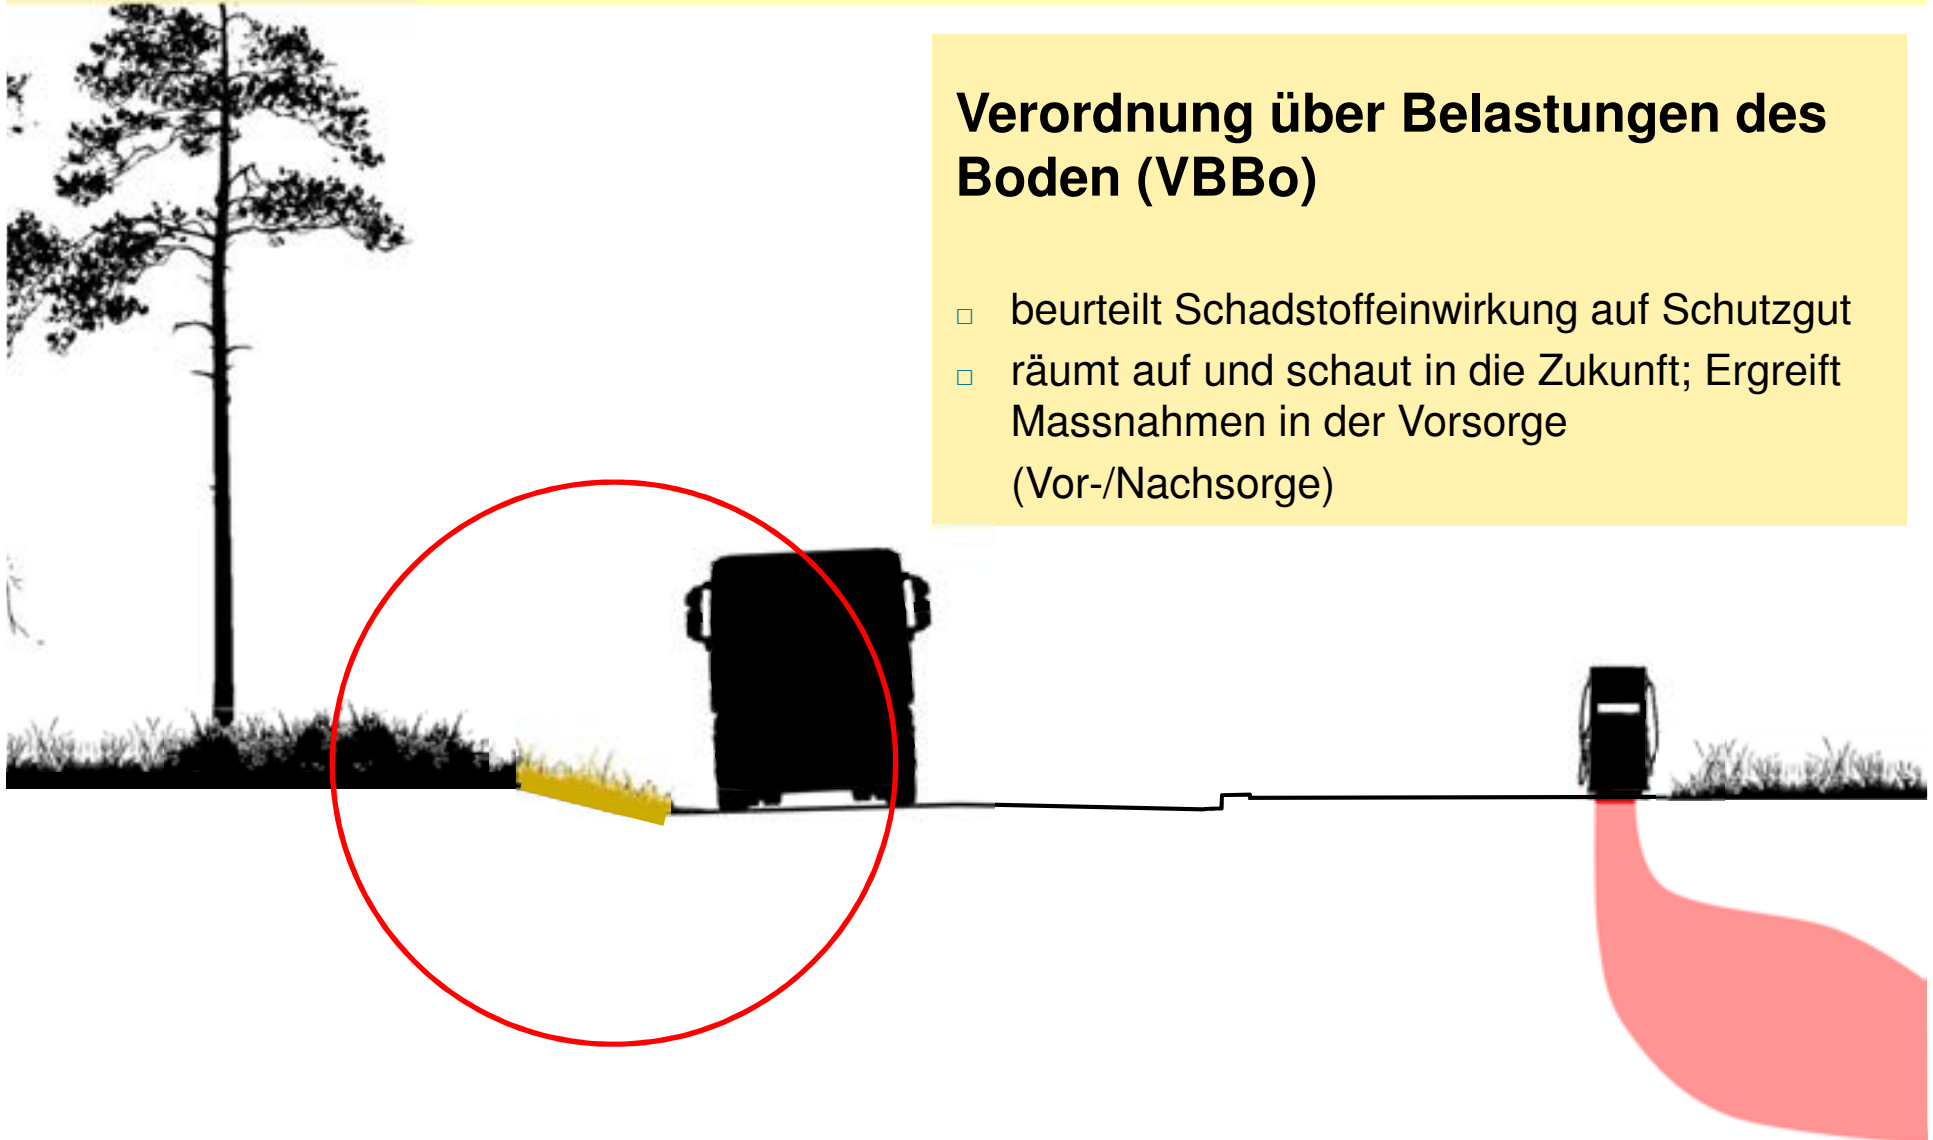 Verordnung über Belastungen des
Boden (VBBo)
beurteilt Schadstoffeinwirkung auf Schutzgut
räumt auf und schaut in die Zukunft; Ergreift
Massnahmen in der Vorsorge
(Vor-/Nachsorge)